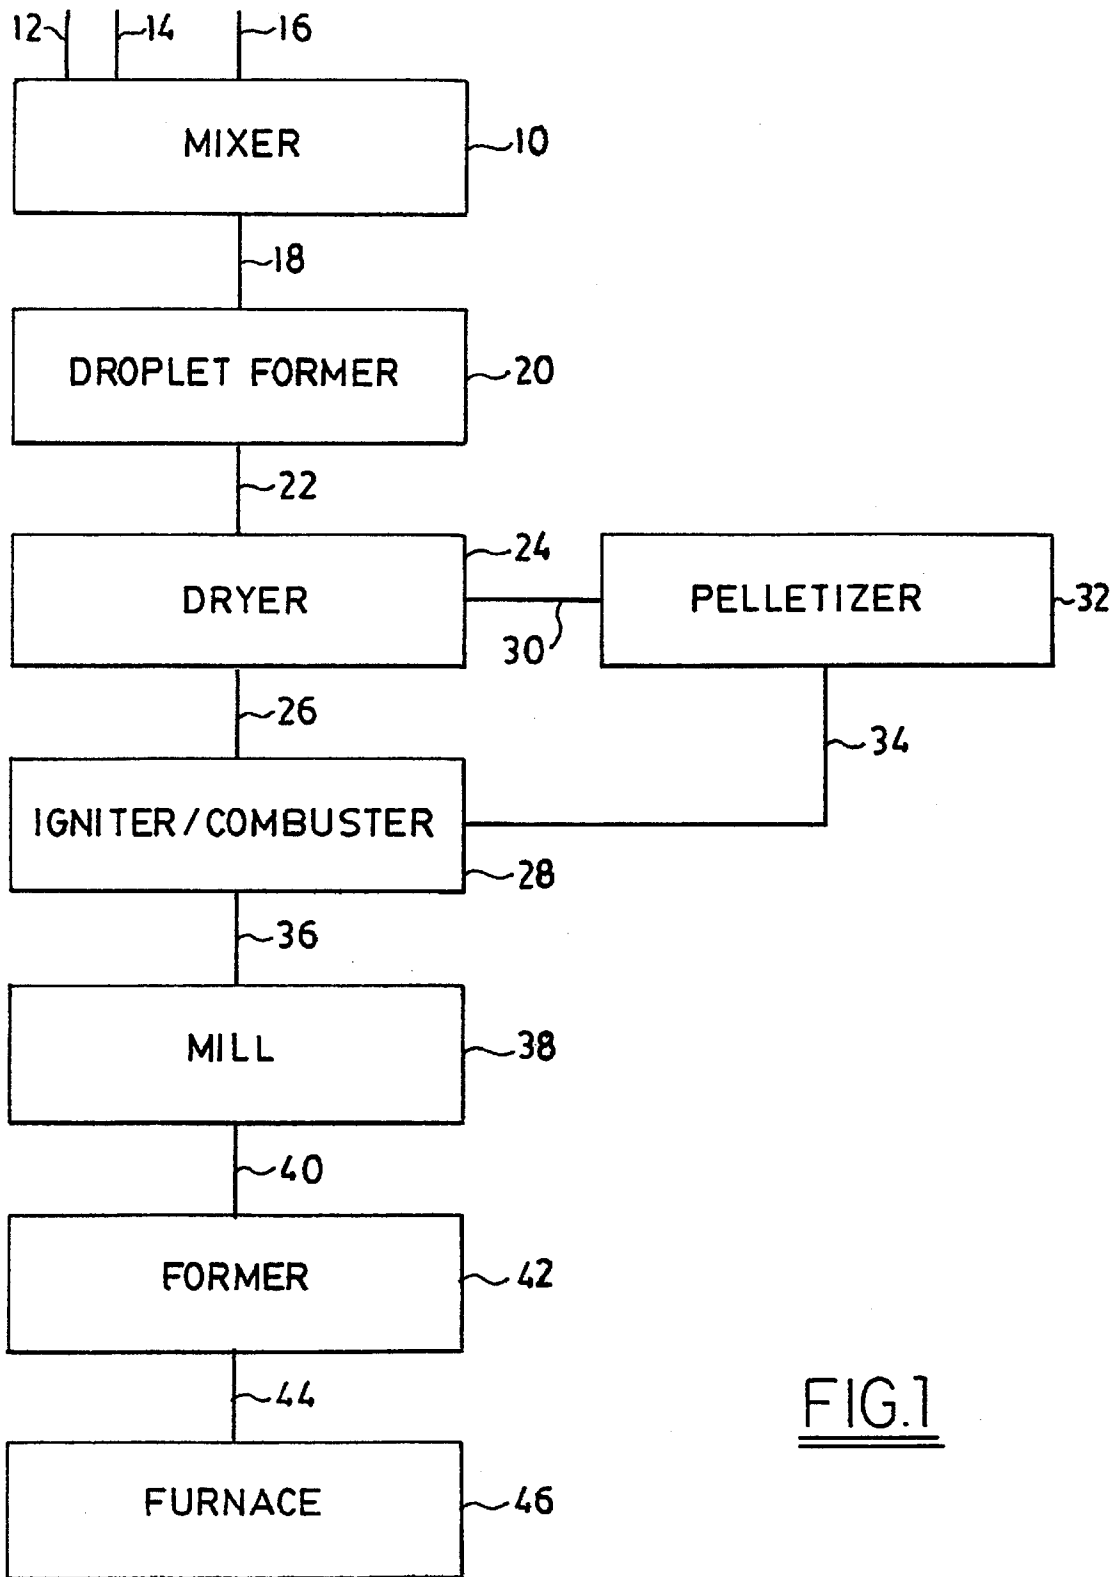 12 14 16
MIXER 10
18
DROPLET FORMER 20
22
DRYER 24 PELLETIZER 32
30
26 34
IGNITER/COMBUSTER 28
36
MILL 38
40
FORMER 42
44
FURNACE 46
FIG.1